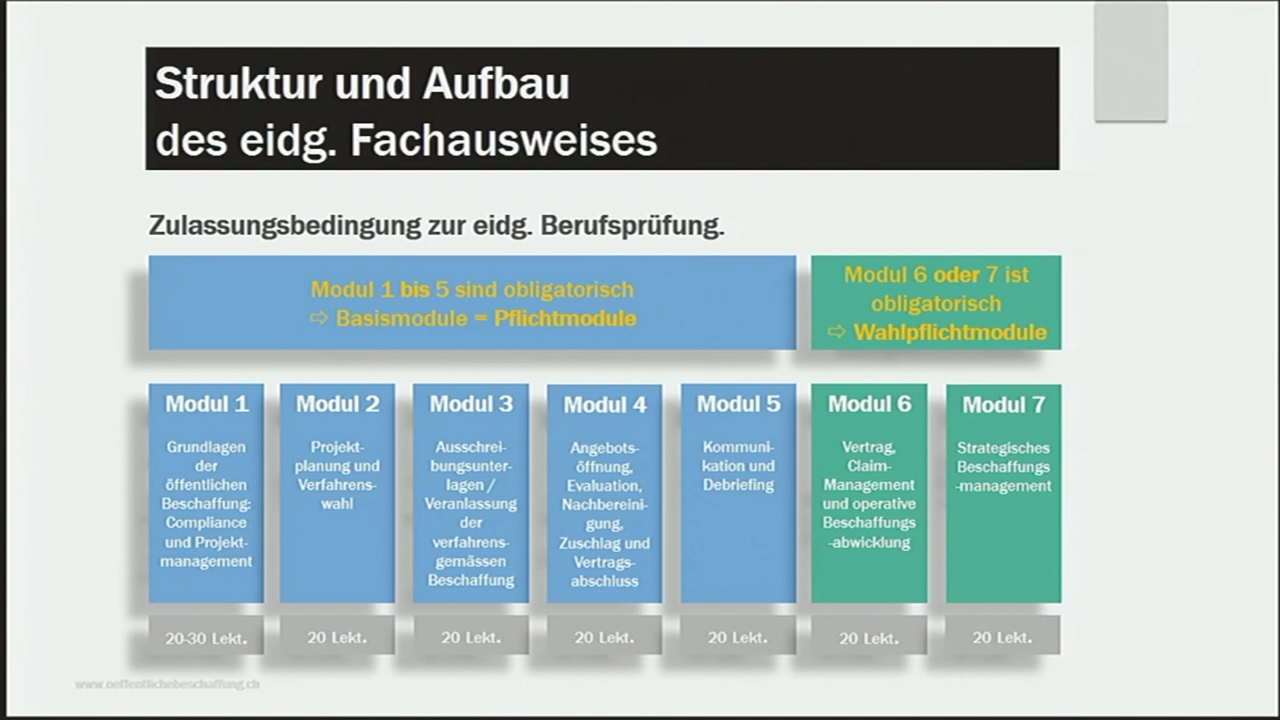 Struktur und Aufbau
des eidg. Fachausweises
Zulassungsbedingung zur eidg. Berufsprüfung.
Modul 1 bis 5 sind obligatorisch
⇨ Basismodule = Pflichtmodule
Modul 6 oder 7 ist
obligatorisch
⇨ Wahlpflichtmodule
Modul 1
Grundlagen
der
öffentlichen
Beschaffung:
Compliance
und Projekt-
management
20-30 Lekt.
Modul 2
Projekt-
planung und
Verfahrens-
wahl
20 Lekt.
Modul 3
Ausschrei-
bungsunter-
lagen /
Veranlassung
der
verfahrens-
gemässen
Beschaffung
20 Lekt.
Modul 4
Angebots-
öffnung,
Evaluation,
Nachbereini-
gung,
Zuschlag und
Vertrags-
abschluss
20 Lekt.
Modul 5
Kommuni-
kation und
Debriefing
20 Lekt.
Modul 6
Vertrag,
Claim-
Management
und operative
Beschaffungs
-abwicklung
20 Lekt.
Modul 7
Strategisches
Beschaffungs
-management
20 Lekt.
www.oeffentlichebeschaffung.ch